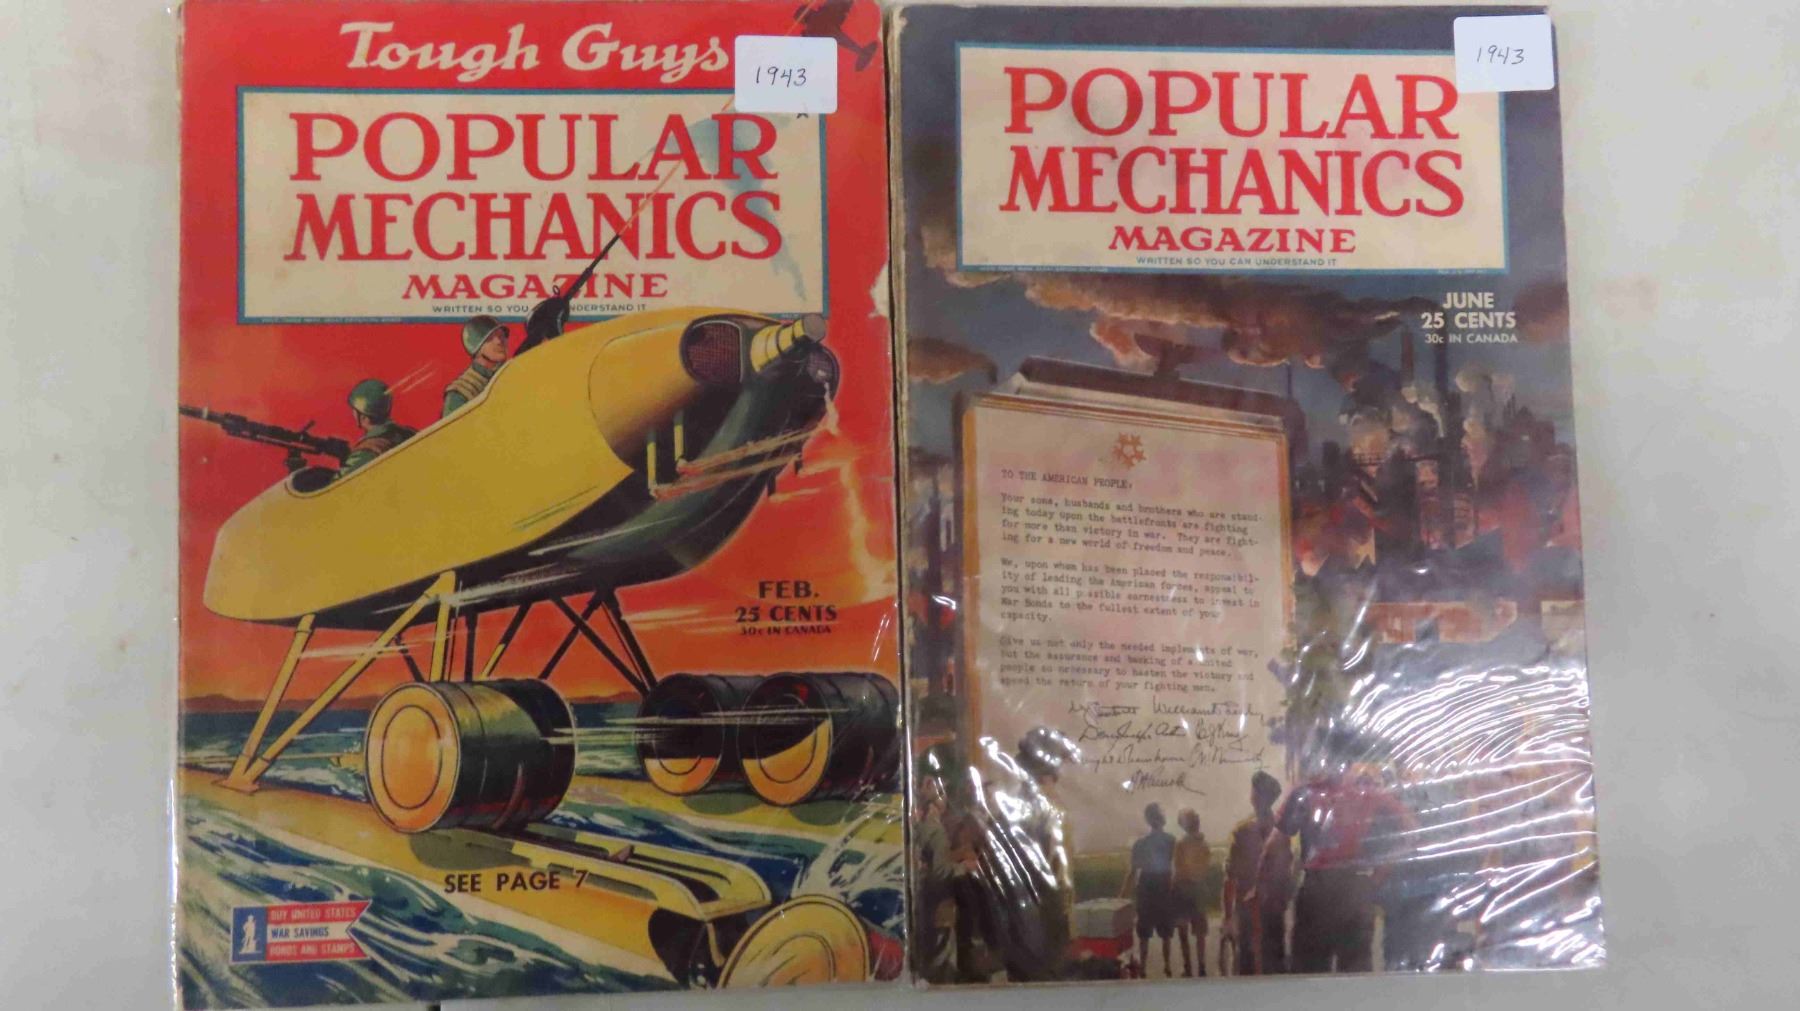 Tough Guys
1943
POPULAR
MECHANICS
MAGAZINE
WRITTEN SO YOU UNDERSTAND IT
FEB.
25 CENTS
30c IN CANADA
SEE PAGE 7
BUY UNITED STATES
WAR SAVINGS
BONDS AND STAMPS
1943
POPULAR
MECHANICS
MAGAZINE
WRITTEN SO YOU CAN UNDERSTAND IT
JUNE
25 CENTS
30c IN CANADA
TO THE AMERICAN PEOPLE:
Your sons, husbands and brothers who are stand-
ing today upon the battlefronts are fighting
for more than victory in war. They are fight-
ing for a new world of freedom and peace.
We, upon whom has been placed the responsibil-
ity of leading the American forces, appeal to
you with all possible earnestness to invest in
War Bonds to the fullest extent of your
capacity.
Give us not only the needed implements of war,
but the assurance and backing of a united
people so necessary to hasten the victory and
speed the return of your fighting men.